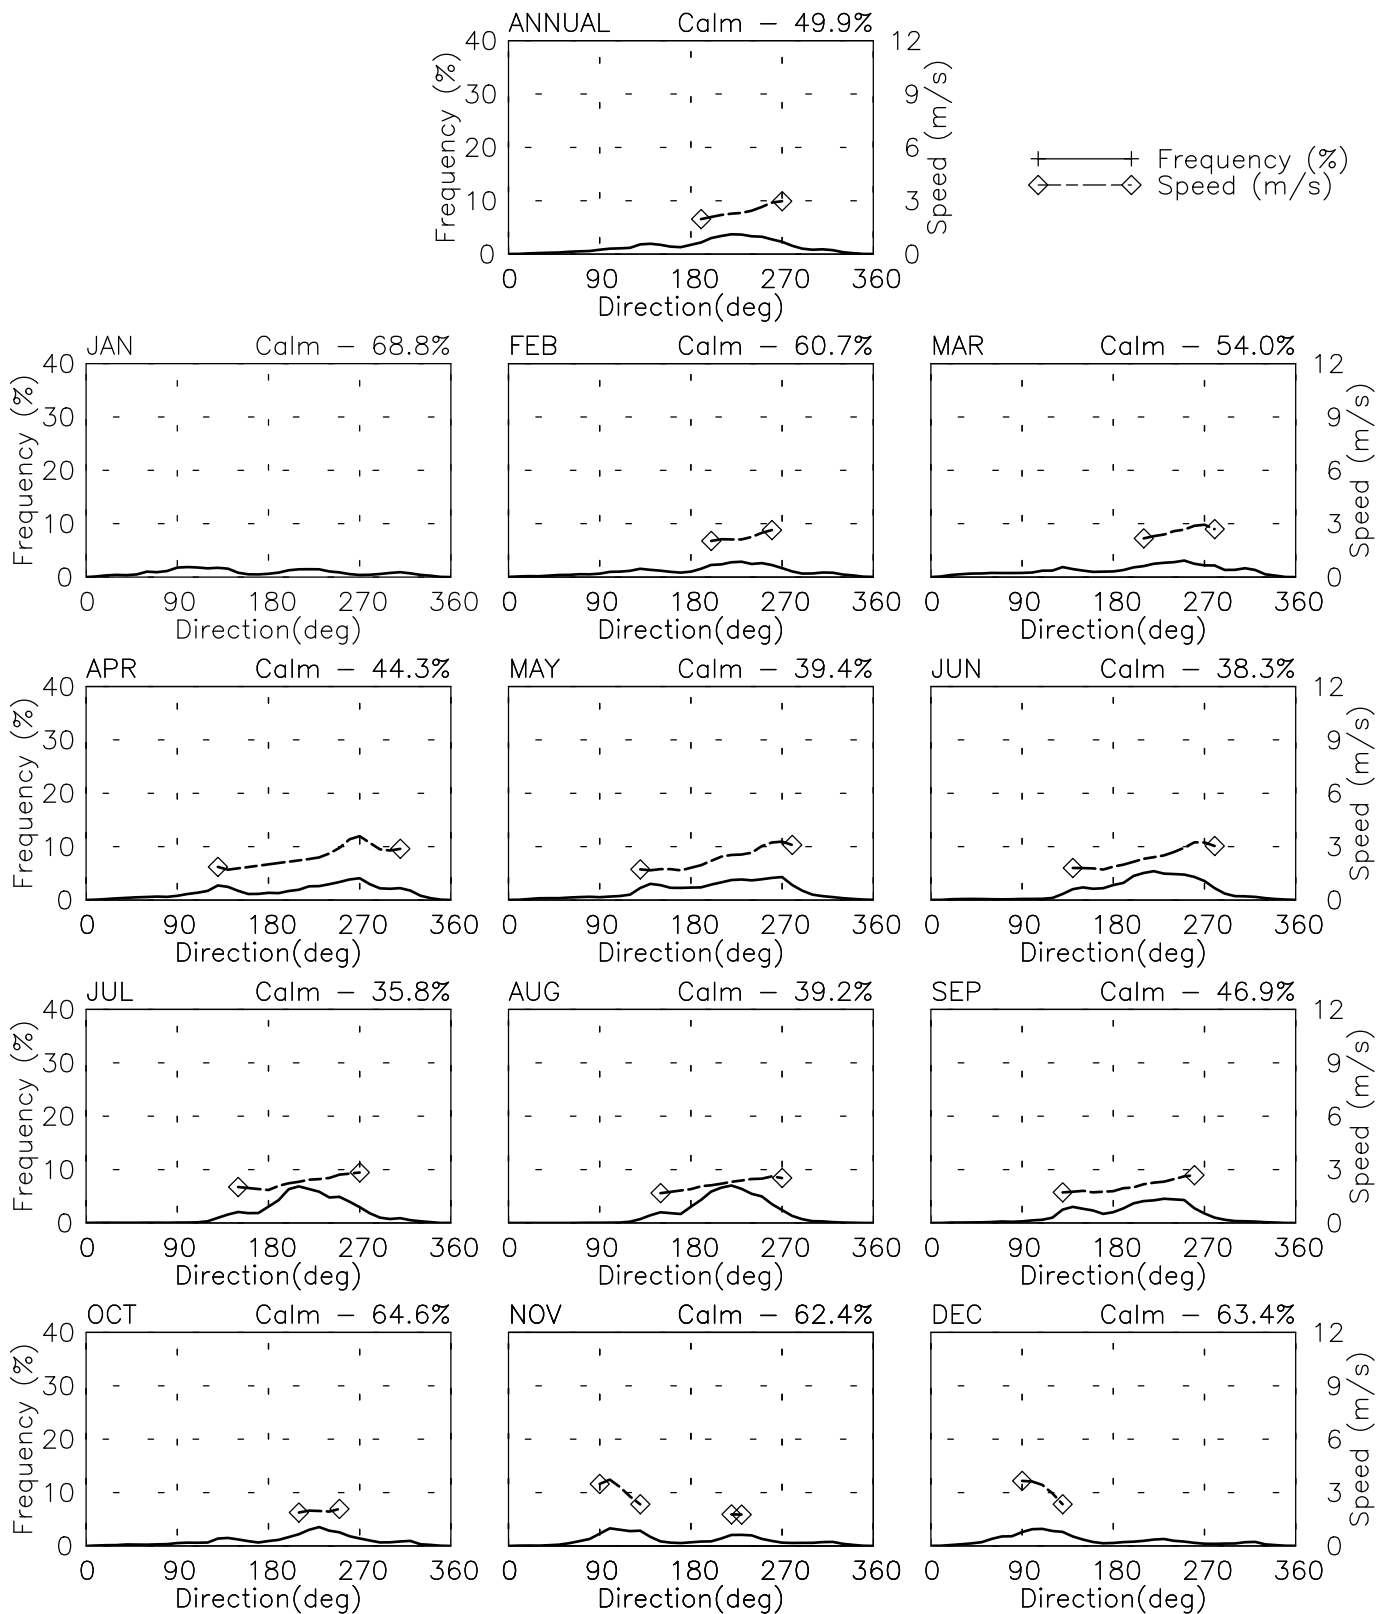 ANNUAL Calm – 49.9%
40 12
30 9
20 6
10 3
0 0
Frequency (%)
Speed (m/s)
0 90 180 270 360
Direction(deg)
Frequency (%)
Speed (m/s)
JAN Calm – 68.8% FEB Calm – 60.7% MAR Calm – 54.0%
40 12
30 9
20 6
10 3
0 0
Frequency (%)
Speed (m/s)
0 90 180 270 360 0 90 180 270 360 0 90 180 270 360
Direction(deg) Direction(deg) Direction(deg)
APR Calm – 44.3% MAY Calm – 39.4% JUN Calm – 38.3%
40 12
30 9
20 6
10 3
0 0
Frequency (%)
Speed (m/s)
0 90 180 270 360 0 90 180 270 360 0 90 180 270 360
Direction(deg) Direction(deg) Direction(deg)
JUL Calm – 35.8% AUG Calm – 39.2% SEP Calm – 46.9%
40 12
30 9
20 6
10 3
0 0
Frequency (%)
Speed (m/s)
0 90 180 270 360 0 90 180 270 360 0 90 180 270 360
Direction(deg) Direction(deg) Direction(deg)
OCT Calm – 64.6% NOV Calm – 62.4% DEC Calm – 63.4%
40 12
30 9
20 6
10 3
0 0
Frequency (%)
Speed (m/s)
0 90 180 270 360 0 90 180 270 360 0 90 180 270 360
Direction(deg) Direction(deg) Direction(deg)